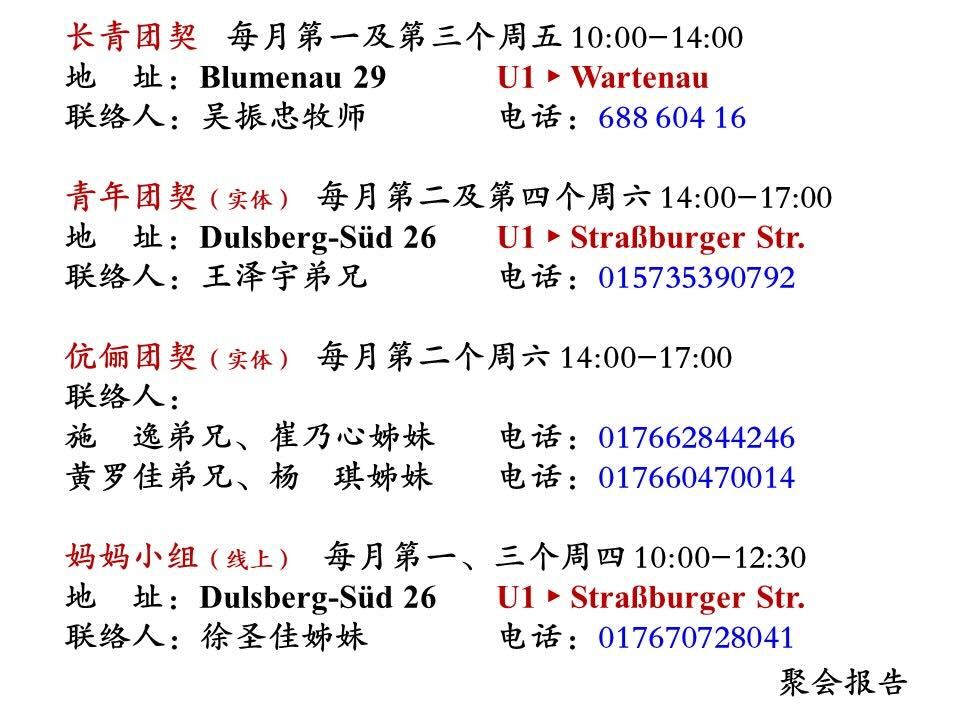 长青团契 每月第一及第三个周五 10:00–14:00
地 址：Blumenau 29 U1 ▸ Wartenau
联络人：吴振忠牧师 电话：688 604 16
青年团契（实体） 每月第二及第四个周六 14:00–17:00
地 址：Dulsberg-Süd 26 U1 ▸ Straßburger Str.
联络人：王泽宇弟兄 电话：015735390792
伉俪团契（实体） 每月第二个周六 14:00–17:00
联络人：
施 逸弟兄、崔乃心姊妹 电话：017662844246
黄罗佳弟兄、杨 琪姊妹 电话：017660470014
妈妈小组（线上） 每月第一、三个周四 10:00–12:30
地 址：Dulsberg-Süd 26 U1 ▸ Straßburger Str.
联络人：徐圣佳姊妹 电话：017670728041
聚会报告